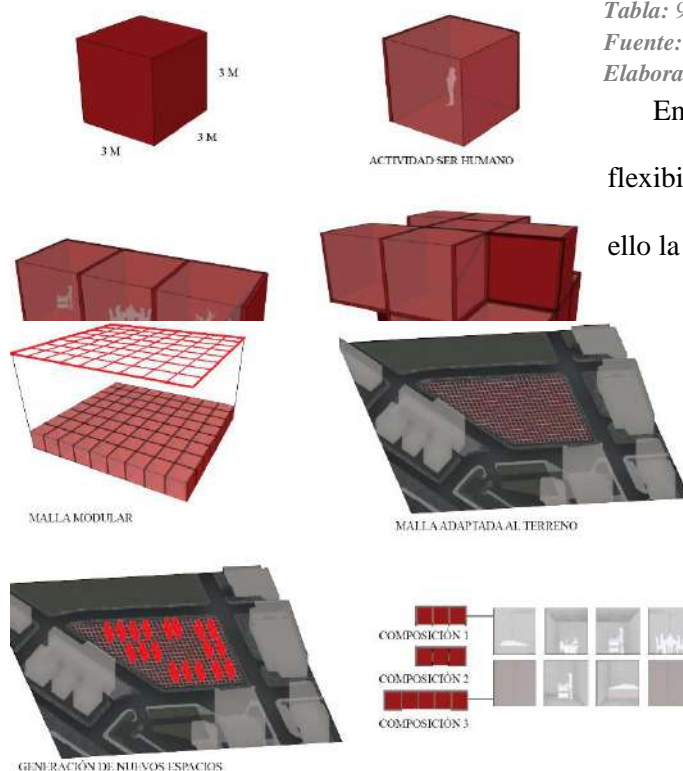 Tabla: 9
Fuente:
Elabora
3 M
3 M
3 M
ACTIVIDAD SER HUMANO
En
flexibi
ello la
MALLA MODULAR
MALLA ADAPTADA AL TERRENO
COMPOSICIÓN 1
COMPOSICIÓN 2
COMPOSICIÓN 3
GENERACIÓN DE NUEVOS ESPACIOS